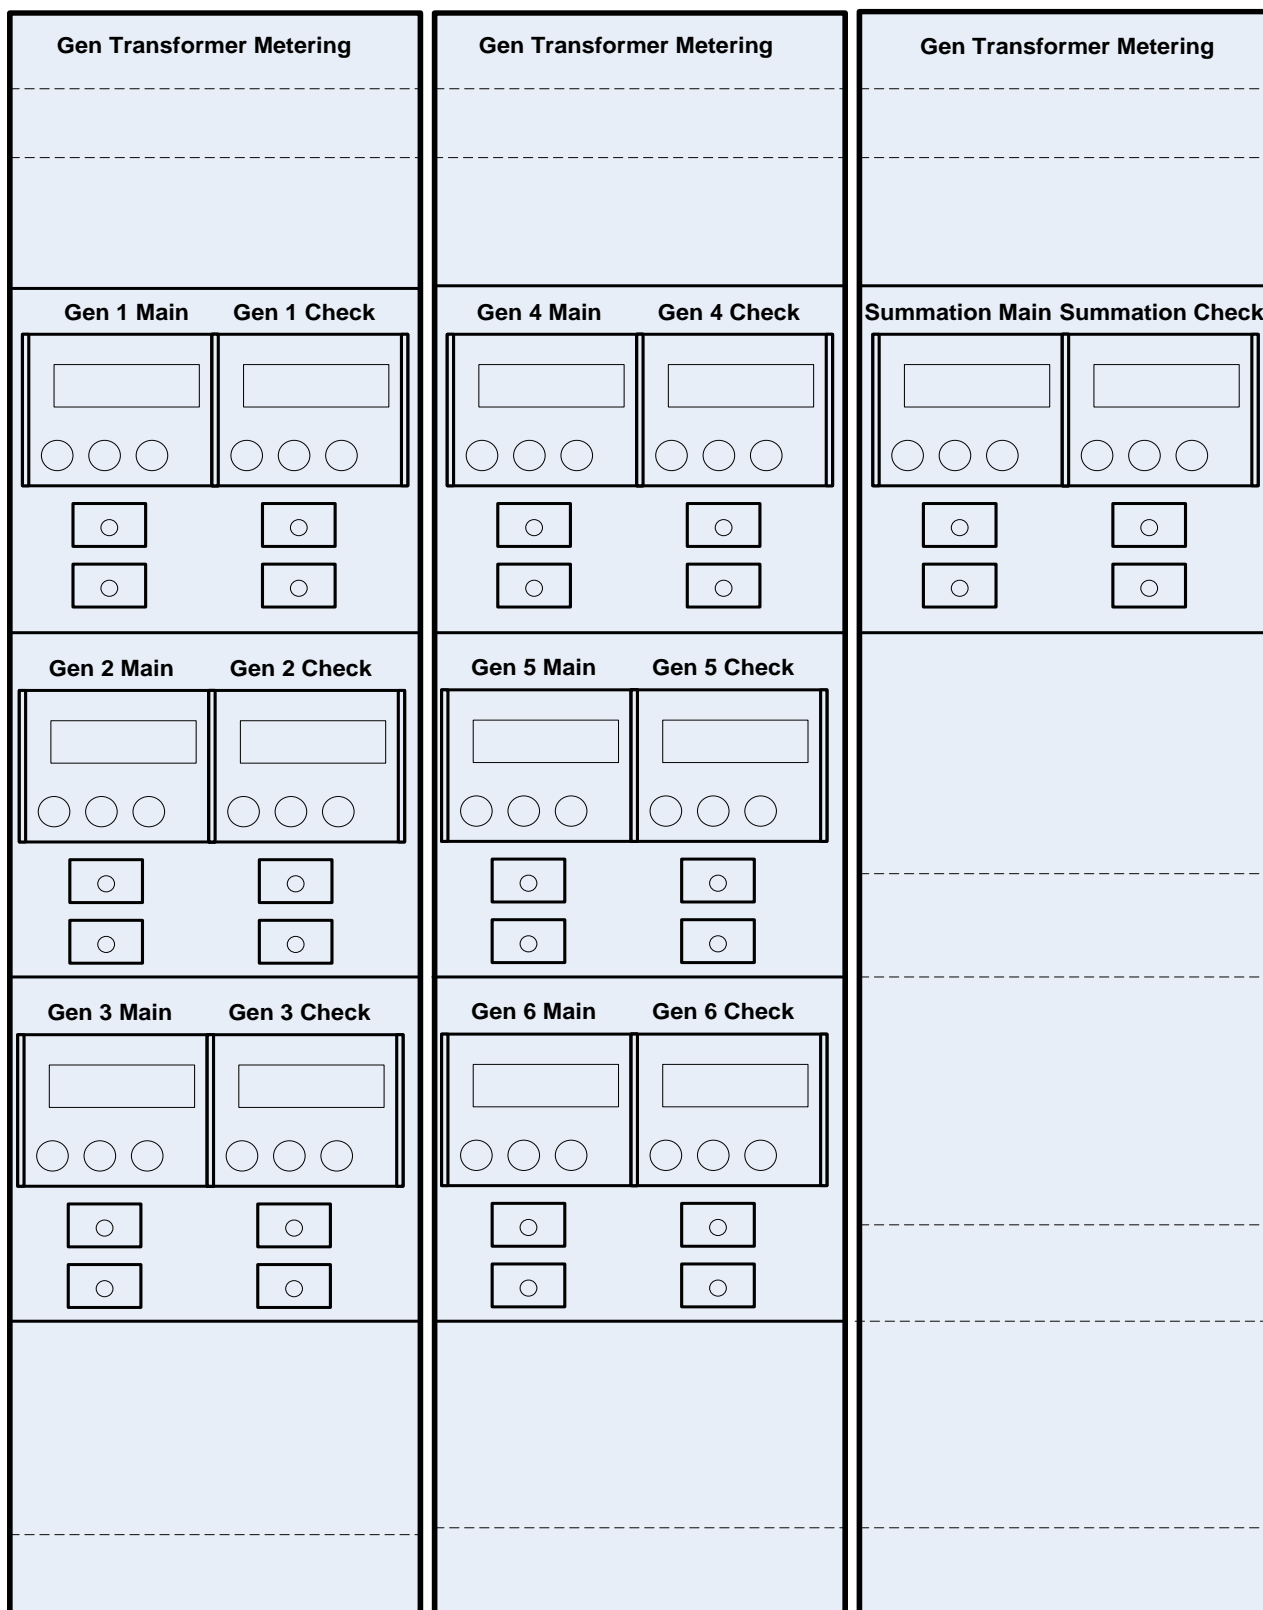 Gen Transformer Metering
Gen 1 Main Gen 1 Check
Gen 2 Main Gen 2 Check
Gen 3 Main Gen 3 Check
Gen Transformer Metering
Gen 4 Main Gen 4 Check
Gen 5 Main Gen 5 Check
Gen 6 Main Gen 6 Check
Gen Transformer Metering
Summation Main Summation Check